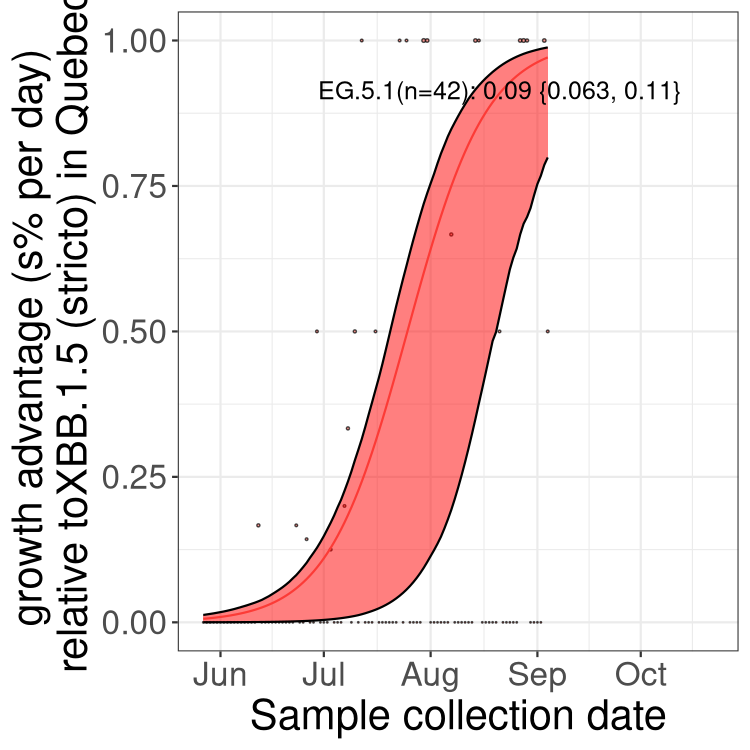 growth advantage (s% per day)
relative toXBB.1.5 (stricto) in Quebec
1.00
0.75
0.50
0.25
0.00
EG.5.1(n=42): 0.09 {0.063, 0.11}
Jun Jul Aug Sep Oct
Sample collection date